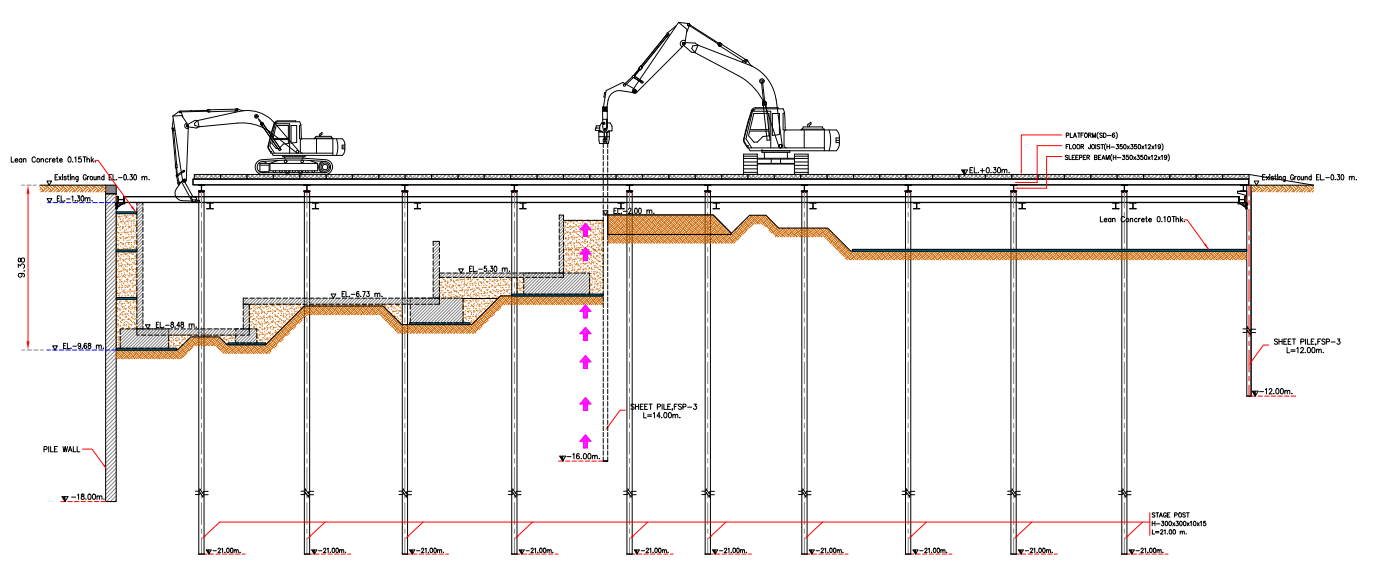 PLATFORM(SD-6)
FLOOR JOIST(H-350x350x12x19)
SLEEPER BEAM(H-350x350x12x19)
Lean Concrete 0.15Thk.
EL.+0.30m.
Existing Ground EL.-0.30 m.
Existing Ground EL.-0.30 m.
EL.-1.30m.
EL.-2.00 m.
Lean Concrete 0.10Thk.
9.38
EL.-5.30 m.
EL.-6.73 m.
EL.-8.48 m.
EL.-9.68 m.
SHEET PILE,FSP-3
L=12.00m.
-12.00m.
SHEET PILE,FSP-3
L=14.00m.
PILE WALL
-16.00m.
-18.00m.
STAGE POST
H-300x300x10x15
L=21.00 m.
-21.00m.
-21.00m.
-21.00m.
-21.00m.
-21.00m.
-21.00m.
-21.00m.
-21.00m.
-21.00m.
-21.00m.